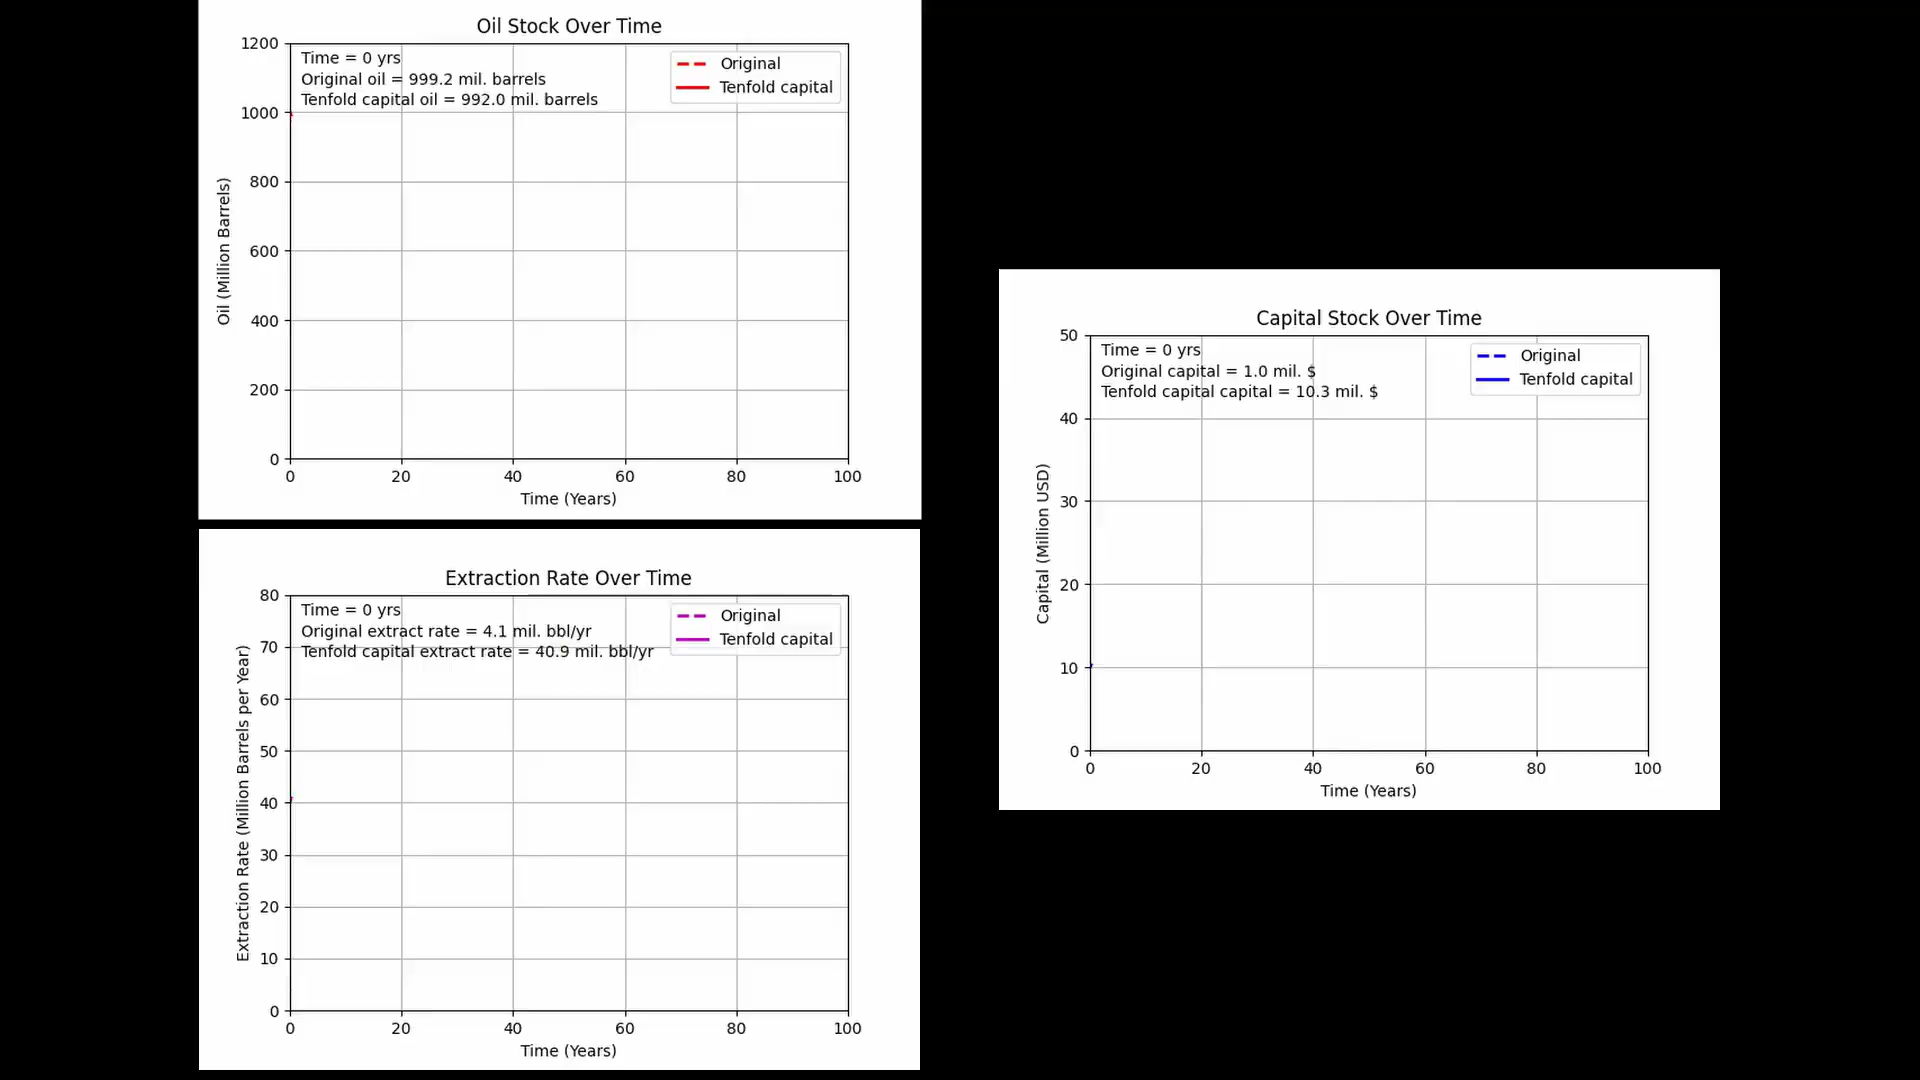 Oil Stock Over Time
Time = 0 yrs
Original oil = 999.2 mil. barrels
Tenfold capital oil = 992.0 mil. barrels
Original
Tenfold capital
1200
1000
800
600
400
200
0
Oil (Million Barrels)
0 20 40 60 80 100
Time (Years)
Extraction Rate Over Time
Time = 0 yrs
Original extract rate = 4.1 mil. bbl/yr
Tenfold capital extract rate = 40.9 mil. bbl/yr
Original
Tenfold capital
80
70
60
50
40
30
20
10
0
Extraction Rate (Million Barrels per Year)
0 20 40 60 80 100
Time (Years)
Capital Stock Over Time
Time = 0 yrs
Original capital = 1.0 mil. $
Tenfold capital capital = 10.3 mil. $
Original
Tenfold capital
50
40
30
20
10
0
Capital (Million USD)
0 20 40 60 80 100
Time (Years)